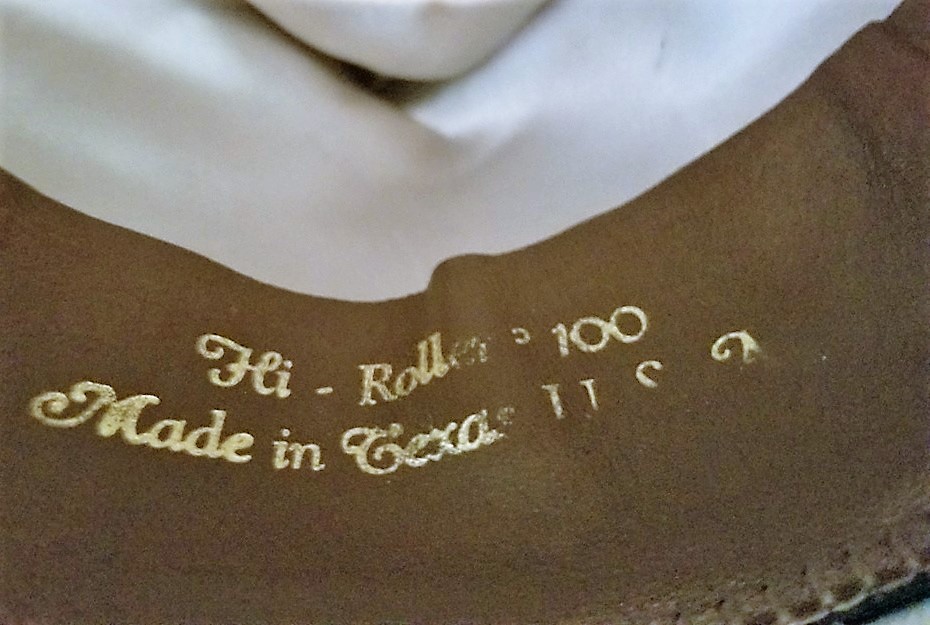 Hi - Roller 100
Made in Texas U S A